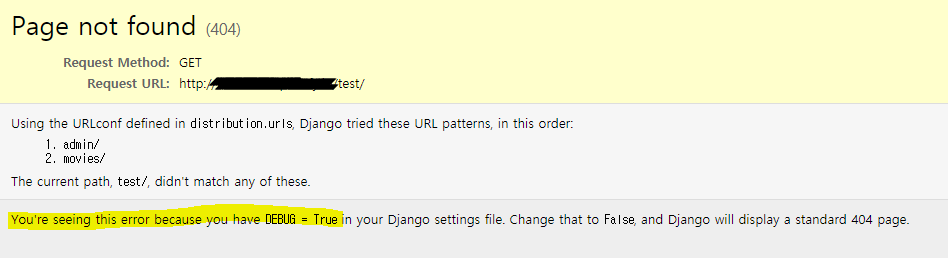 Page not found (404)
Request Method: GET
Request URL: http:/ /test/
Using the URLconf defined in distribution.urls, Django tried these URL patterns, in this order:
1. admin/
2. movies/
The current path, test/, didn't match any of these.
You're seeing this error because you have DEBUG = True in your Django settings file. Change that to False, and Django will display a standard 404 page.